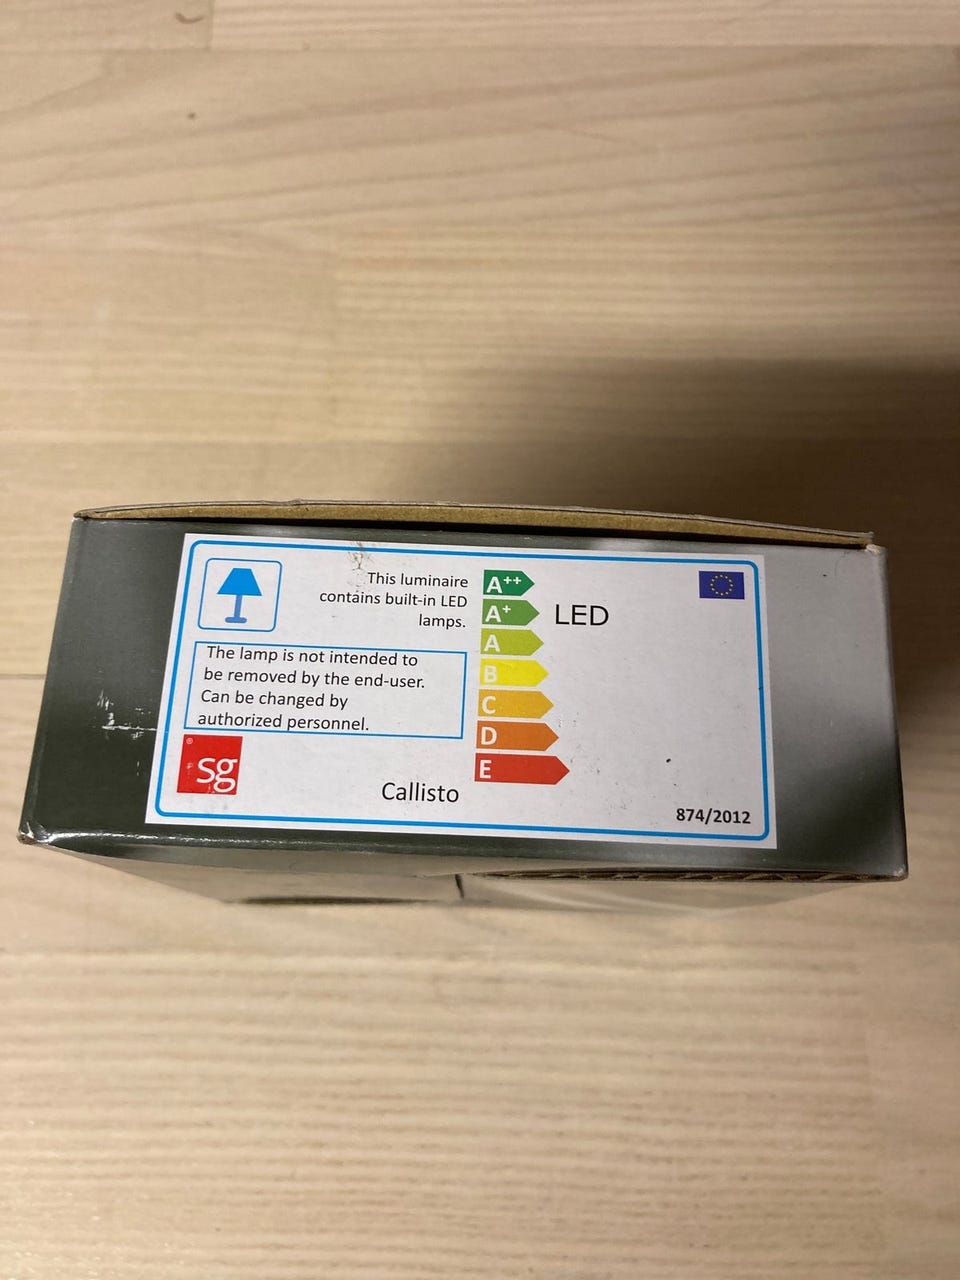 This luminaire
contains built-in LED
lamps.
The lamp is not intended to
be removed by the end-user.
Can be changed by
authorized personnel.
® sg
Callisto
A++
A+
A
B
C
D
E
LED
874/2012